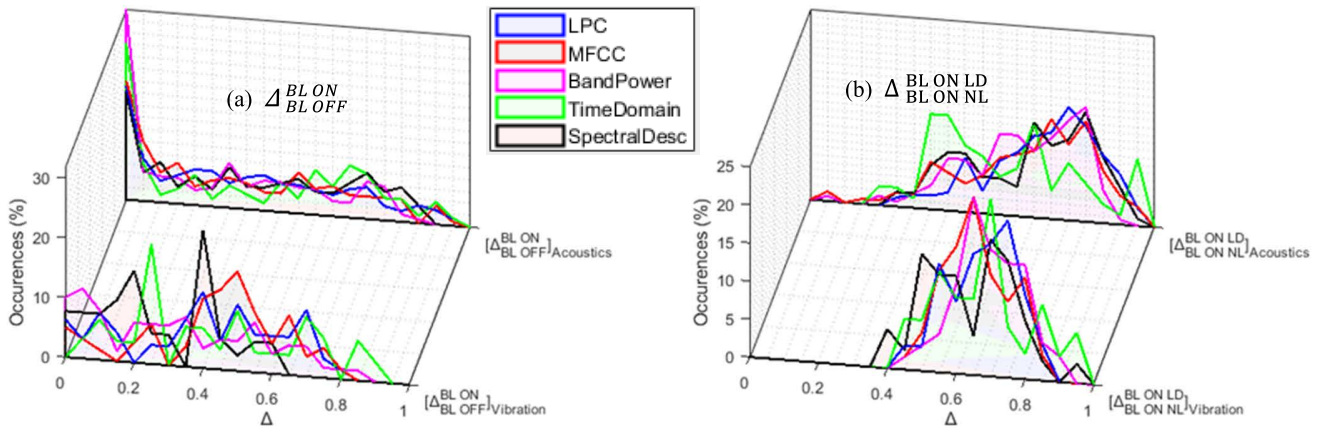 LPC
MFCC
BandPower
TimeDomain
SpectralDesc
(a) Δ BL ON BL OFF
Occurences (%)
30
20
10
0
0
0.2
0.4
0.6
0.8
1
Δ
[Δ BL ON BL OFF]Acoustics
[Δ BL ON BL OFF]Vibration
(b) Δ BL ON LD BL ON NL
Occurences (%)
25
20
15
10
5
0
0
0.2
0.4
0.6
0.8
1
Δ
[Δ BL ON LD BL ON NL]Acoustics
[Δ BL ON LD BL ON NL]Vibration